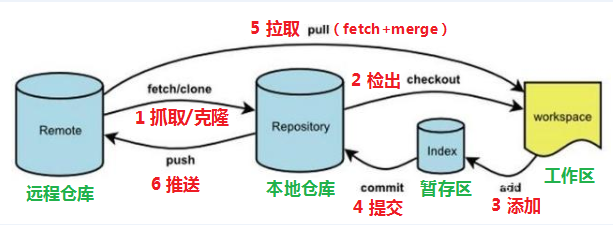 5 拉取 pull（fetch+merge）
fetch/clone
2 检出 checkout
1 抓取/克隆
Remote
Repository
workspace
Index
push
6 推送
commit
add
远程仓库
本地仓库
4 提交
暂存区
3 添加
工作区